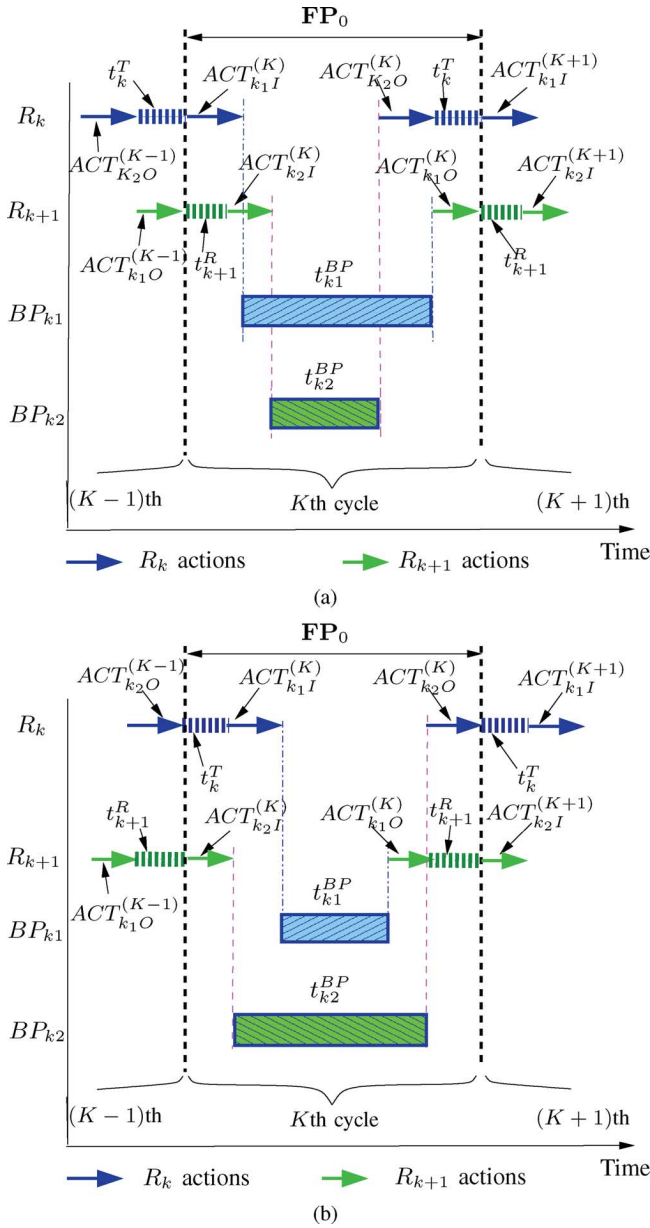 FP₀
t_k^T
ACT_{k₁I}^{(K)}
ACT_{K₂O}^{(K)}
t_k^T
ACT_{k₁I}^{(K+1)}
R_k
ACT_{K₂O}^{(K−1)}
ACT_{k₂I}^{(K)}
ACT_{k₁O}^{(K)}
ACT_{k₂I}^{(K+1)}
R_{k+1}
ACT_{k₁O}^{(K−1)}
t_{k+1}^R
t_{k+1}^R
t_{k1}^{BP}
BP_{k1}
t_{k2}^{BP}
BP_{k2}
(K − 1)th
Kth cycle
(K + 1)th
Time
R_k actions
R_{k+1} actions
(a)
FP₀
ACT_{k₂O}^{(K−1)}
ACT_{k₁I}^{(K)}
ACT_{k₂O}^{(K)}
ACT_{k₁I}^{(K+1)}
R_k
t_k^T
t_k^T
t_{k+1}^R
ACT_{k₂I}^{(K)}
ACT_{k₁O}^{(K)}
t_{k+1}^R
ACT_{k₂I}^{(K+1)}
R_{k+1}
ACT_{k₁O}^{(K−1)}
t_{k1}^{BP}
BP_{k1}
t_{k2}^{BP}
BP_{k2}
(K − 1)th
Kth cycle
(K + 1)th
Time
R_k actions
R_{k+1} actions
(b)